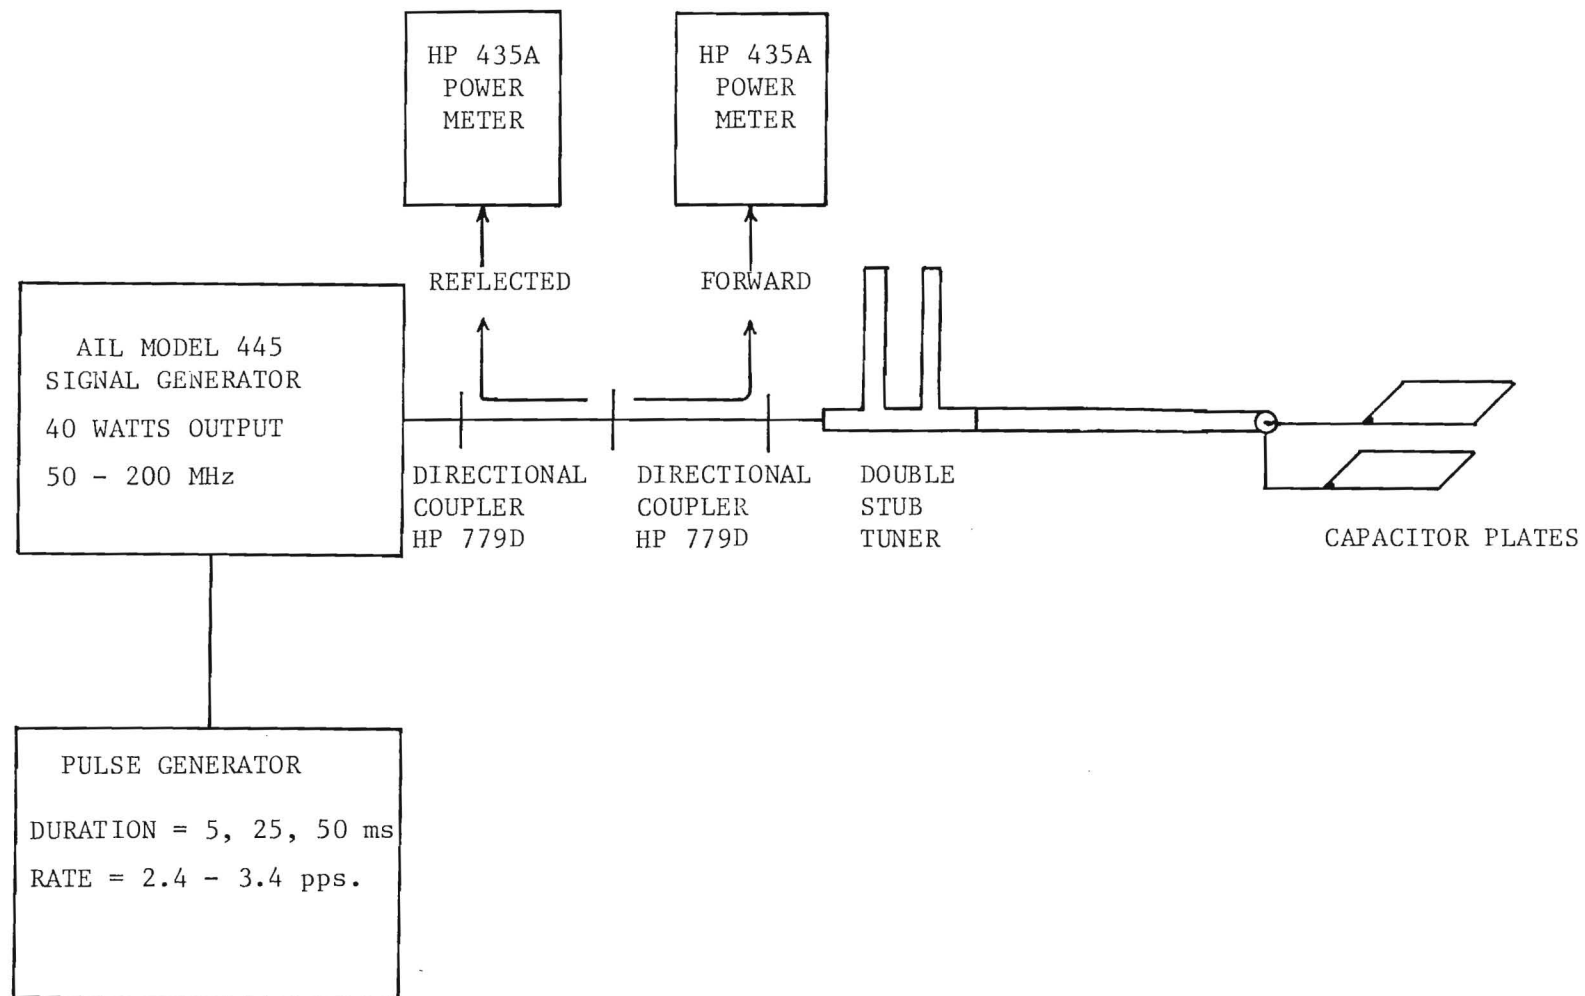 HP 435A
POWER
METER
HP 435A
POWER
METER
REFLECTED
FORWARD
AIL MODEL 445
SIGNAL GENERATOR
40 WATTS OUTPUT
50 - 200 MHz
DIRECTIONAL
COUPLER
HP 779D
DIRECTIONAL
COUPLER
HP 779D
DOUBLE
STUB
TUNER
CAPACITOR PLATES
PULSE GENERATOR
DURATION = 5, 25, 50 ms
RATE = 2.4 - 3.4 pps.